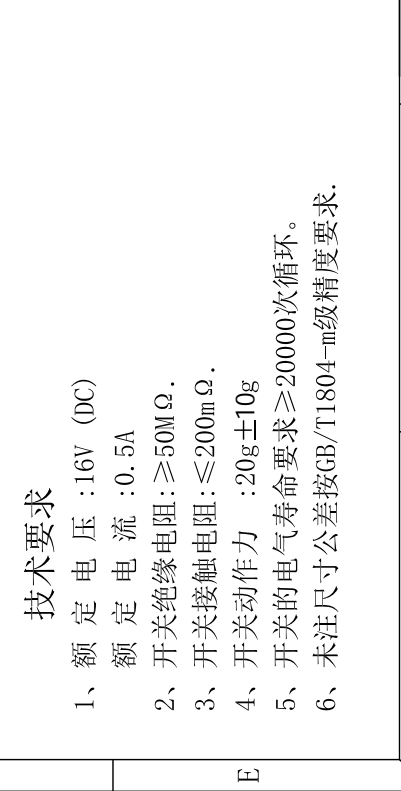 技术要求
1、额 定 电 压 :16V (DC)
额 定 电 流 :0.5A
2、开关绝缘电阻:≥50MΩ.
3、开关接触电阻:≤200mΩ.
4、开关动作力 :20g±10g
5、开关的电气寿命要求≥20000次循环。
6、未注尺寸公差按GB/T1804-m级精度要求.
E